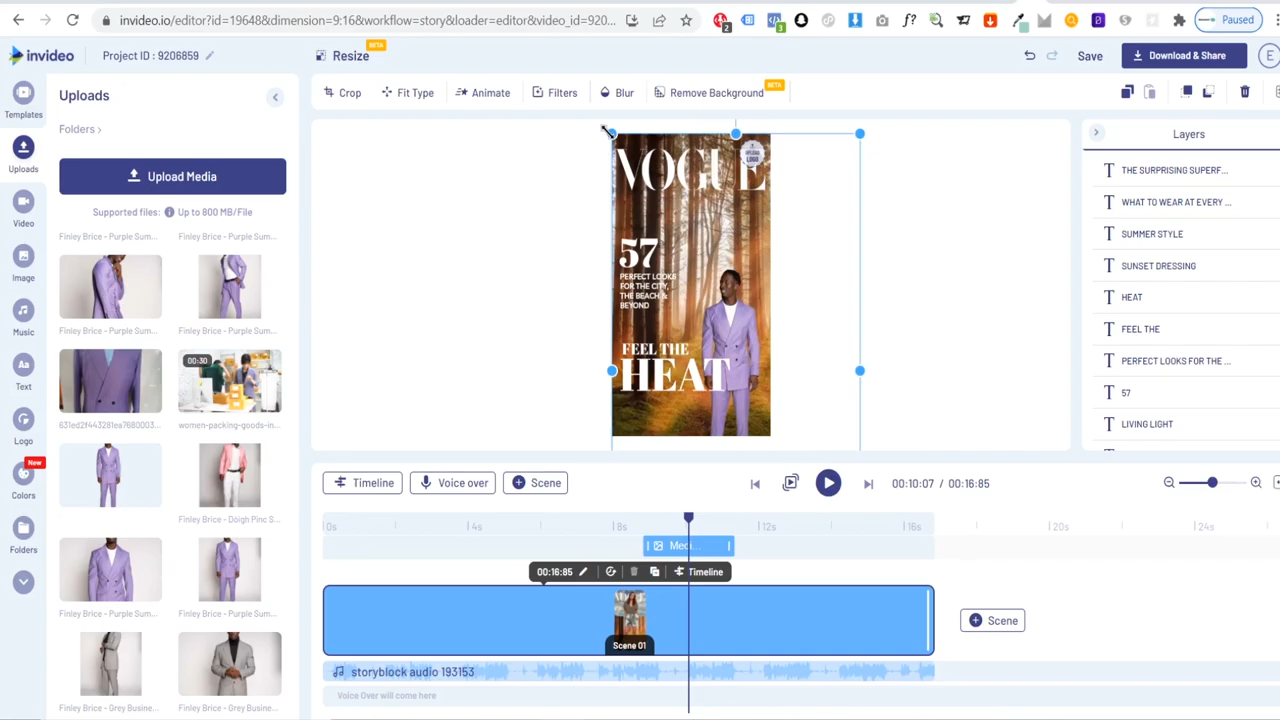 invideo.io/editor?id=19648&dimension=9:16&workflow=story&loader=editor&video_id=920...
2
3
f?
Paused
invideo
Project ID : 9206859
Resize
BETA
Save
Download & Share
E
Templates
Uploads
Video
Image
Music
Text
Logo
New
Colors
Folders
Uploads
Folders >
Upload Media
Supported files: Up to 800 MB/File
Finley Brice - Purple Sum...
Finley Brice - Purple Sum...
Finley Brice - Purple Sum...
Finley Brice - Purple Sum...
00:30
631ed2f443281ea7680003...
women-packing-goods-in...
Finley Brice - Doigh Pinc S...
Finley Brice - Purple Sum...
Finley Brice - Purple Sum...
Finley Brice - Grey Busine...
Finley Brice - Grey Busine...
Crop
Fit Type
Animate
Filters
Blur
Remove Background
BETA
VOGUE
UPLOAD
LOGO
57
PERFECT LOOKS
FOR THE CITY,
THE BEACH &
BEYOND
FEEL THE
HEAT
Layers
THE SURPRISING SUPERF...
WHAT TO WEAR AT EVERY ...
SUMMER STYLE
SUNSET DRESSING
HEAT
FEEL THE
PERFECT LOOKS FOR THE ...
57
LIVING LIGHT
Timeline
Voice over
Scene
00:10:07 / 00:16:85
0s
4s
8s
12s
16s
20s
24s
Medi...
00:16:85
Timeline
Scene 01
Scene
storyblock audio 193153
Voice Over will come here